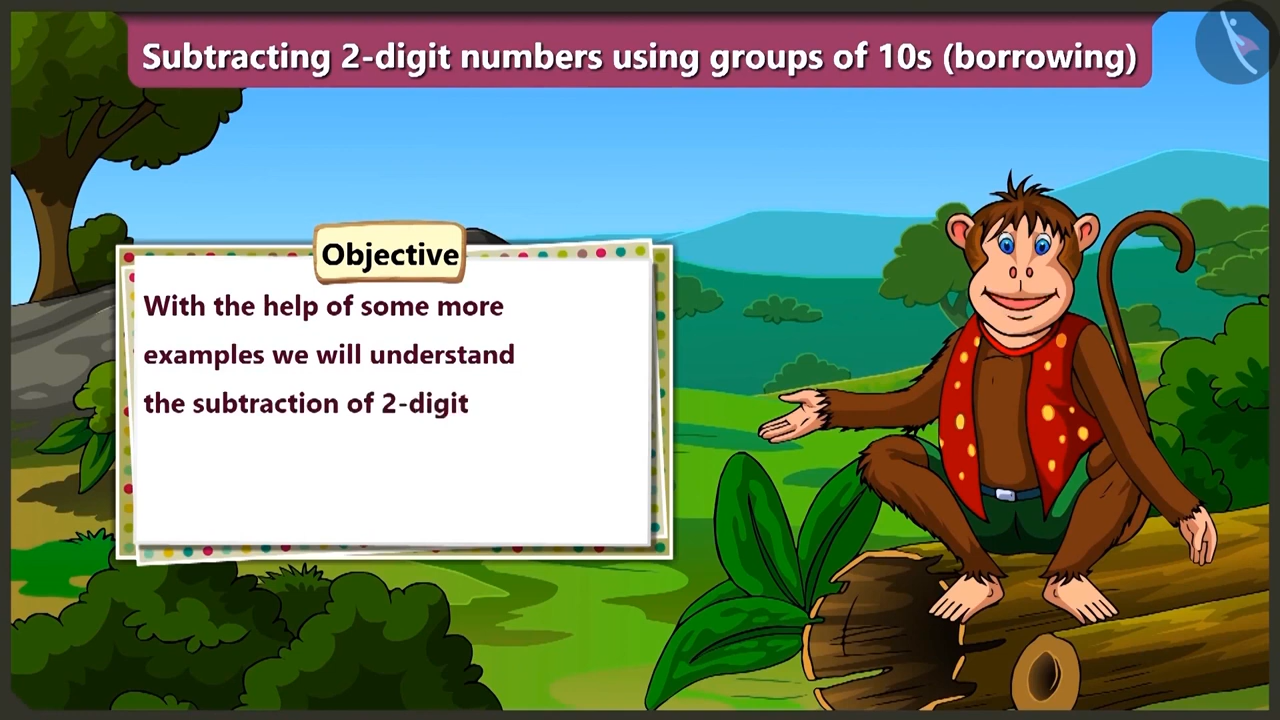 Subtracting 2-digit numbers using groups of 10s (borrowing)
Objective
With the help of some more
examples we will understand
the subtraction of 2-digit